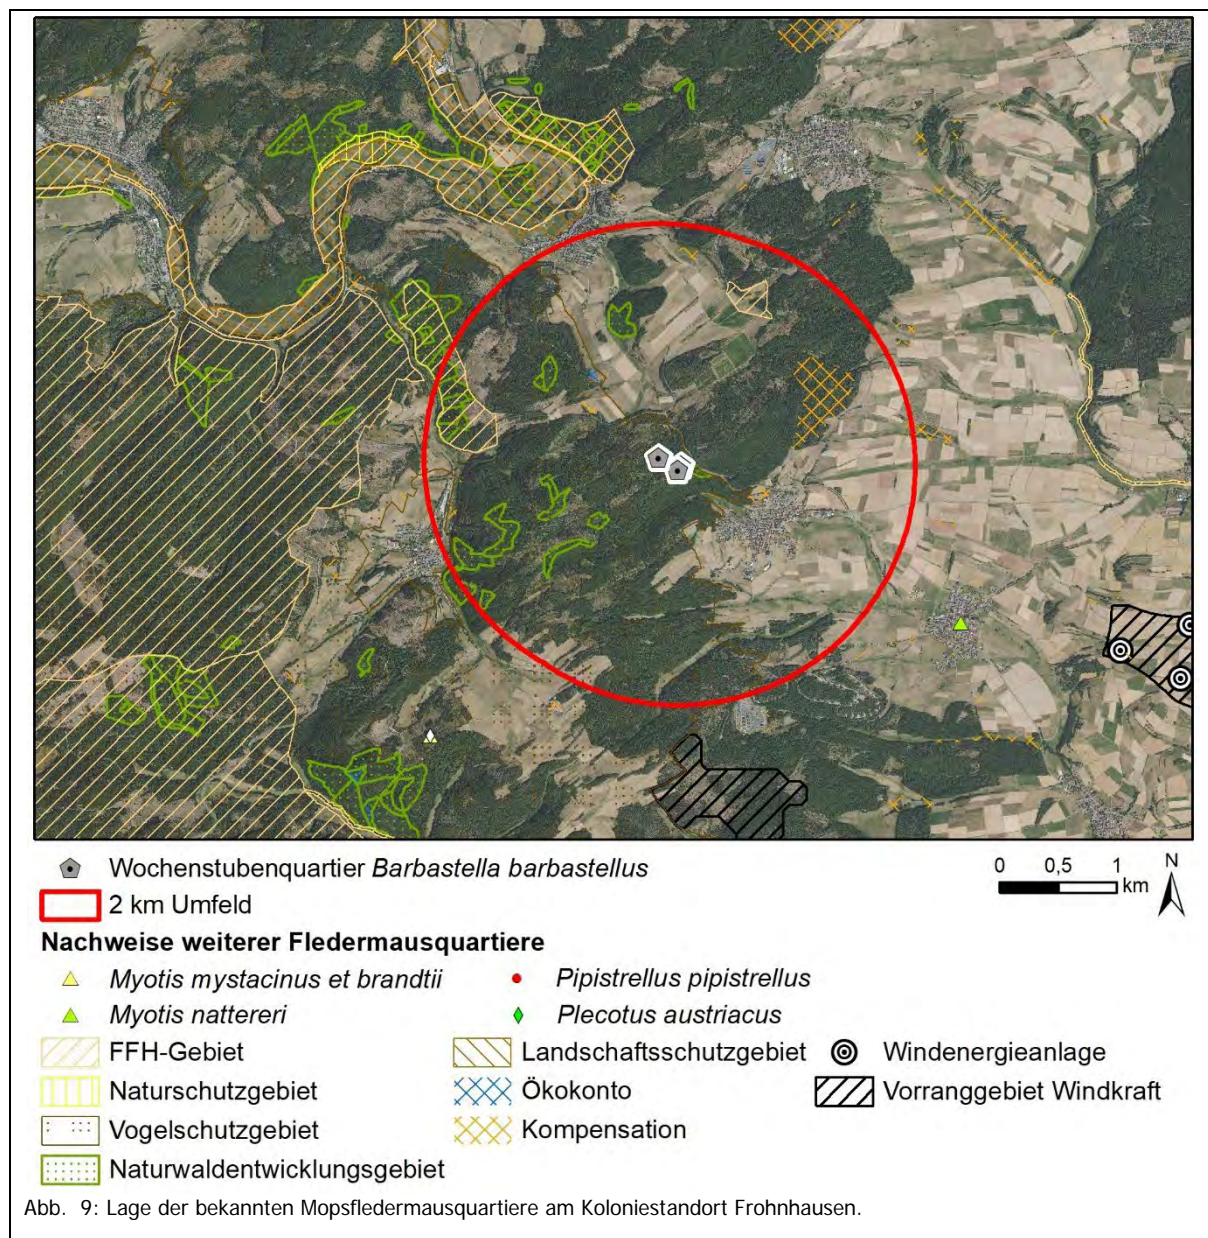 Wochenstubenquartier Barbastella barbastellus
2 km Umfeld
0 0,5 1
km
N
Nachweise weiterer Fledermausquartiere
Myotis mystacinus et brandtii
Pipistrellus pipistrellus
Myotis nattereri
Plecotus austriacus
FFH-Gebiet
Landschaftsschutzgebiet
Windenergieanlage
Naturschutzgebiet
Ökokonto
Vorranggebiet Windkraft
Vogelschutzgebiet
Kompensation
Naturwaldentwicklungsgebiet
Abb. 9: Lage der bekannten Mopsfledermausquartiere am Koloniestandort Frohnhausen.